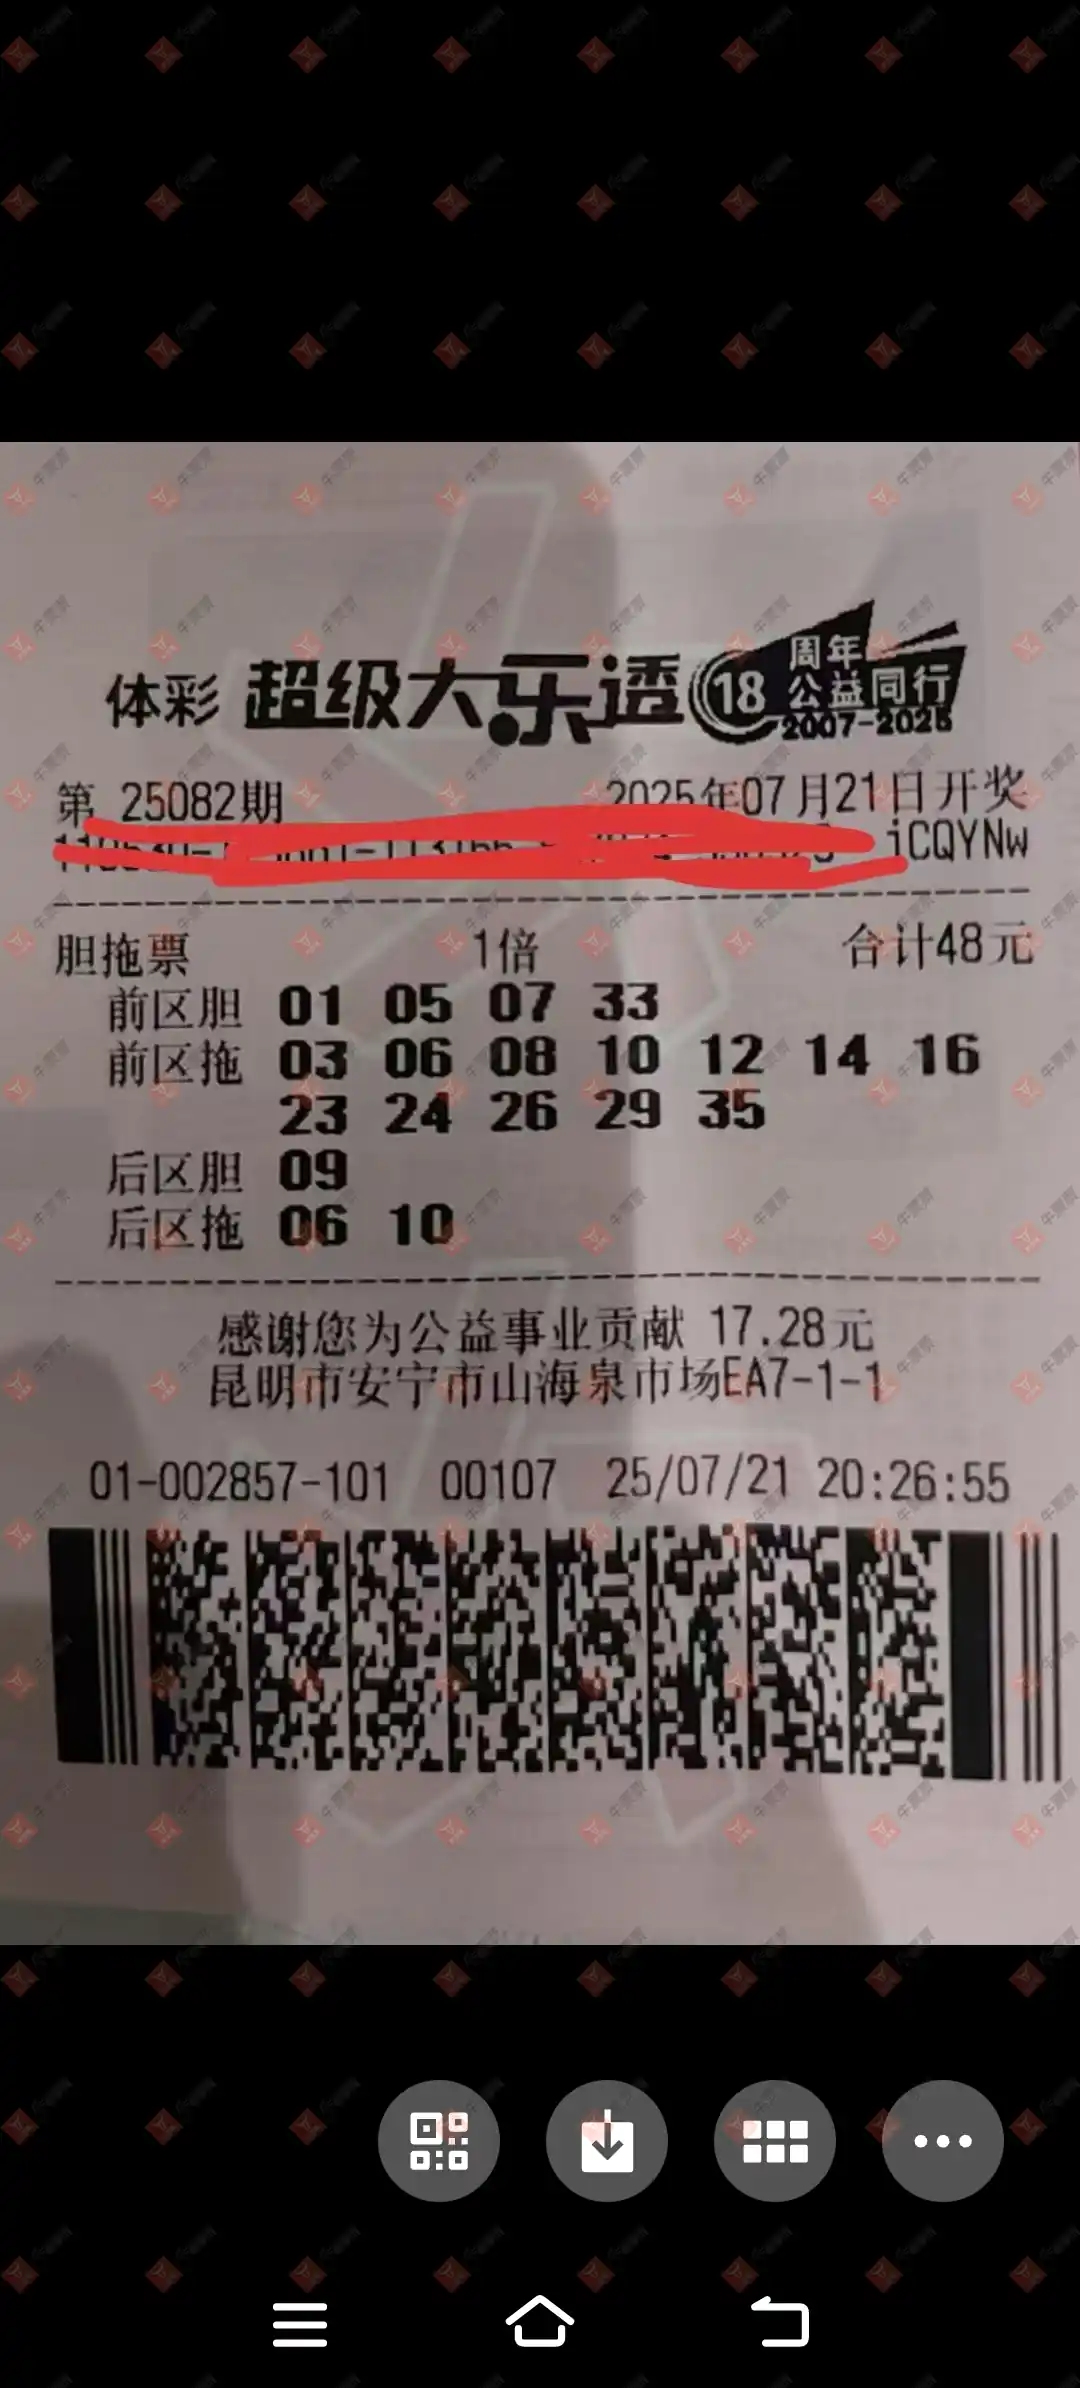 体彩 超级大乐透 18 周年 公益同行 2007-2025
第 25082期 2025年07月21日开奖
jCQYNw
胆拖票 1倍 合计48元
前区胆 01 05 07 33
前区拖 03 06 08 10 12 14 16
23 24 26 29 35
后区胆 09
后区拖 06 10
感谢您为公益事业贡献 17.28元
昆明市安宁市山海泉市场EA7-1-1
01-002857-101 00107 25/07/21 20:26:55